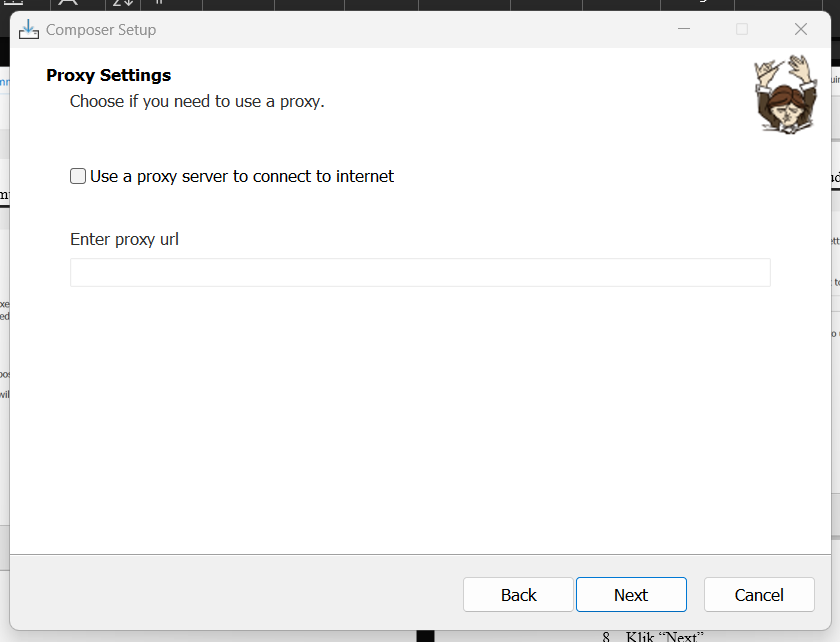 Composer Setup
Proxy Settings
Choose if you need to use a proxy.
Use a proxy server to connect to internet
Enter proxy url
Back
Next
Cancel
8. Klik “Next”